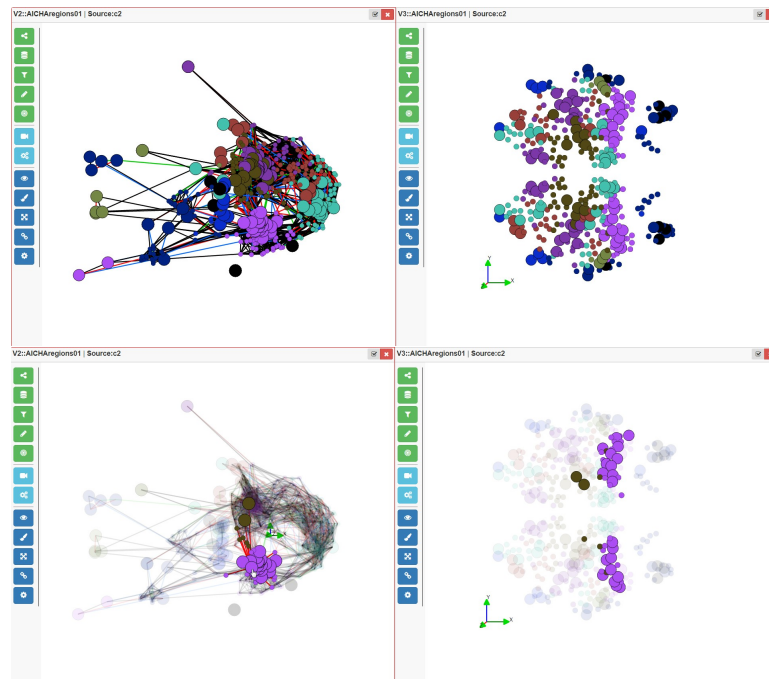 V2::AICHAregions01 | Source:c2
V3::AICHAregions01 | Source:c2
Y
X
V2::AICHAregions01 | Source:c2
V3::AICHAregions01 | Source:c2
Y
X